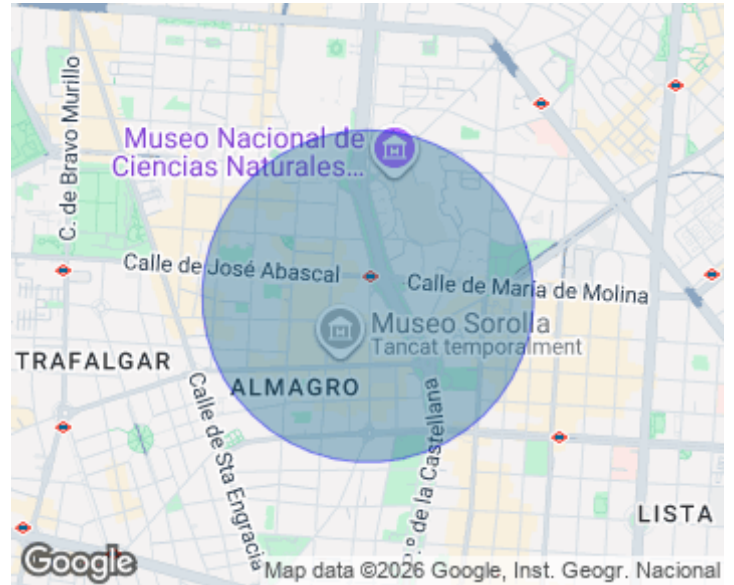 C. de Bravo Murillo
Museo Nacional de
Ciencias Naturales...
Calle de José Abascal
Calle de María de Molina
Museo Sorolla
Tancat temporalment
TRAFALGAR
ALMAGRO
Calle de Sta Engracia
P.º de la Castellana
LISTA
Google
Map data ©2026 Google, Inst. Geogr. Nacional